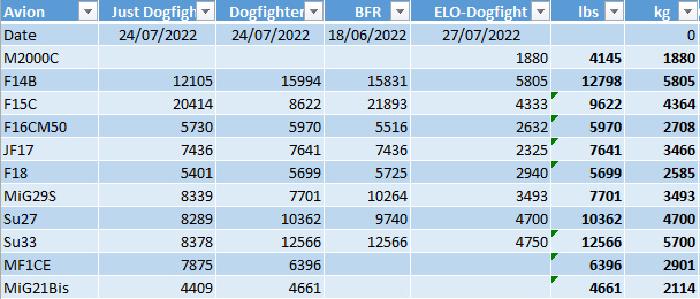 Avion Just Dogfigh Dogfighter BFR ELO-Dogfight lbs kg
Date 24/07/2022 24/07/2022 18/06/2022 27/07/2022 0
M2000C 1880 4145 1880
F14B 12105 15994 15831 5805 12798 5805
F15C 20414 8622 21893 4333 9622 4364
F16CM50 5730 5970 5516 2632 5970 2708
JF17 7436 7641 7436 2325 7641 3466
F18 5401 5699 5725 2940 5699 2585
MiG29S 8339 7701 10264 3493 7701 3493
Su27 8289 10362 9740 4700 10362 4700
Su33 8378 12566 12566 4750 12566 5700
MF1CE 7875 6396 6396 2901
MiG21Bis 4409 4661 4661 2114